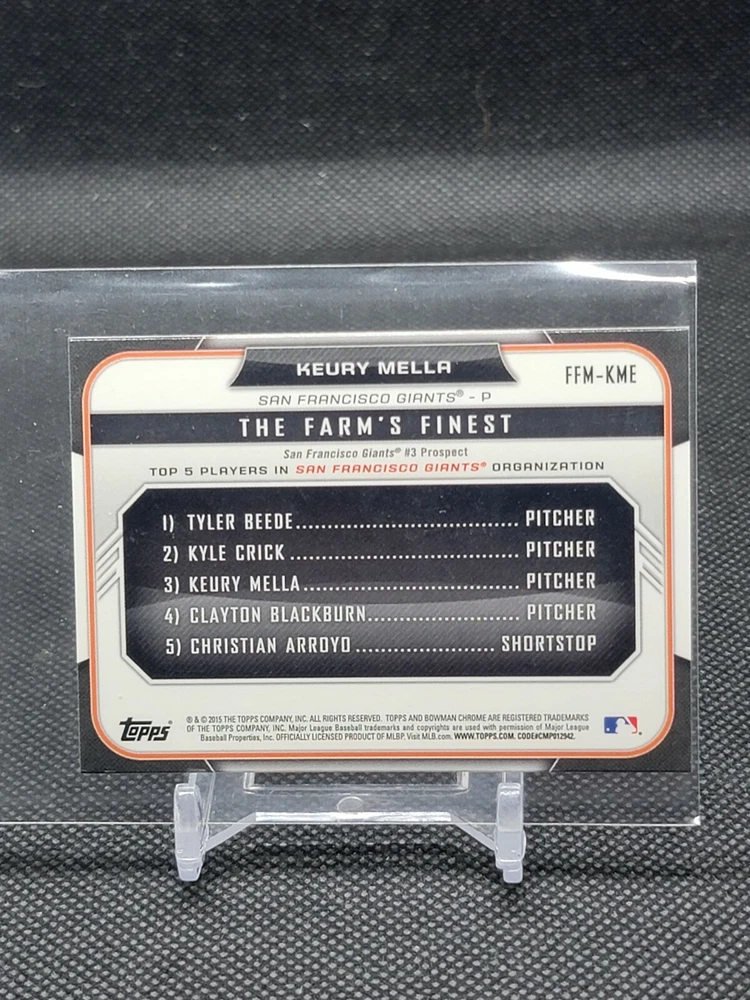 KEURY MELLA
FFM-KME
SAN FRANCISCO GIANTS® - P
THE FARM'S FINEST
San Francisco Giants® #3 Prospect
TOP 5 PLAYERS IN SAN FRANCISCO GIANTS® ORGANIZATION
1) TYLER BEEDE.................................... PITCHER
2) KYLE CRICK..................................... PITCHER
3) KEURY MELLA................................... PITCHER
4) CLAYTON BLACKBURN........................ PITCHER
5) CHRISTIAN ARROYO...................... SHORTSTOP
TOPPS®
® & © 2015 THE TOPPS COMPANY, INC. ALL RIGHTS RESERVED. TOPPS AND BOWMAN CHROME ARE REGISTERED TRADEMARKS
OF THE TOPPS COMPANY, INC. Major League Baseball trademarks and copyrights are used with permission of Major League
Baseball Properties, Inc. OFFICIALLY LICENSED PRODUCT OF MLBP. Visit MLB.com. WWW.TOPPS.COM. CODE#CMP012942.